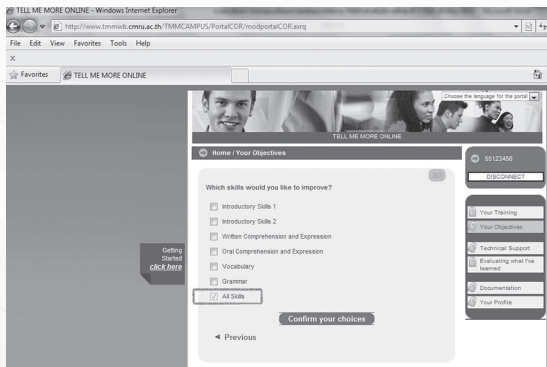 TELL ME MORE ONLINE - Windows Internet Explorer
http://www.tmmwb.cmru.ac.th/TMMCAMPUS/PortalCOR/modportalCOR.axrq
File Edit View Favorites Tools Help
x
Favorites TELL ME MORE ONLINE
Choose the language for the portal
TELL ME MORE ONLINE
Home / Your Objectives
55123456
DISCONNECT
Which skills would you like to improve?
Introductory Skills 1
Introductory Skills 2
Written Comprehension and Expression
Oral Comprehension and Expression
Vocabulary
Grammar
All Skills
Confirm your choices
◄ Previous
Getting
Started
click here
Your Training
Your Objectives
Technical Support
Evaluating what I've
learned
Documentation
Your Profile